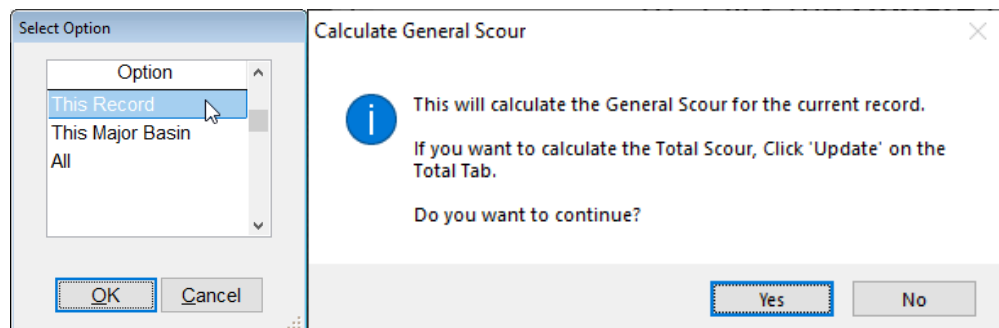 Select Option
Option
This Record
This Major Basin
All
OK
Cancel
Calculate General Scour
This will calculate the General Scour for the current record.
If you want to calculate the Total Scour, Click 'Update' on the
Total Tab.
Do you want to continue?
Yes
No